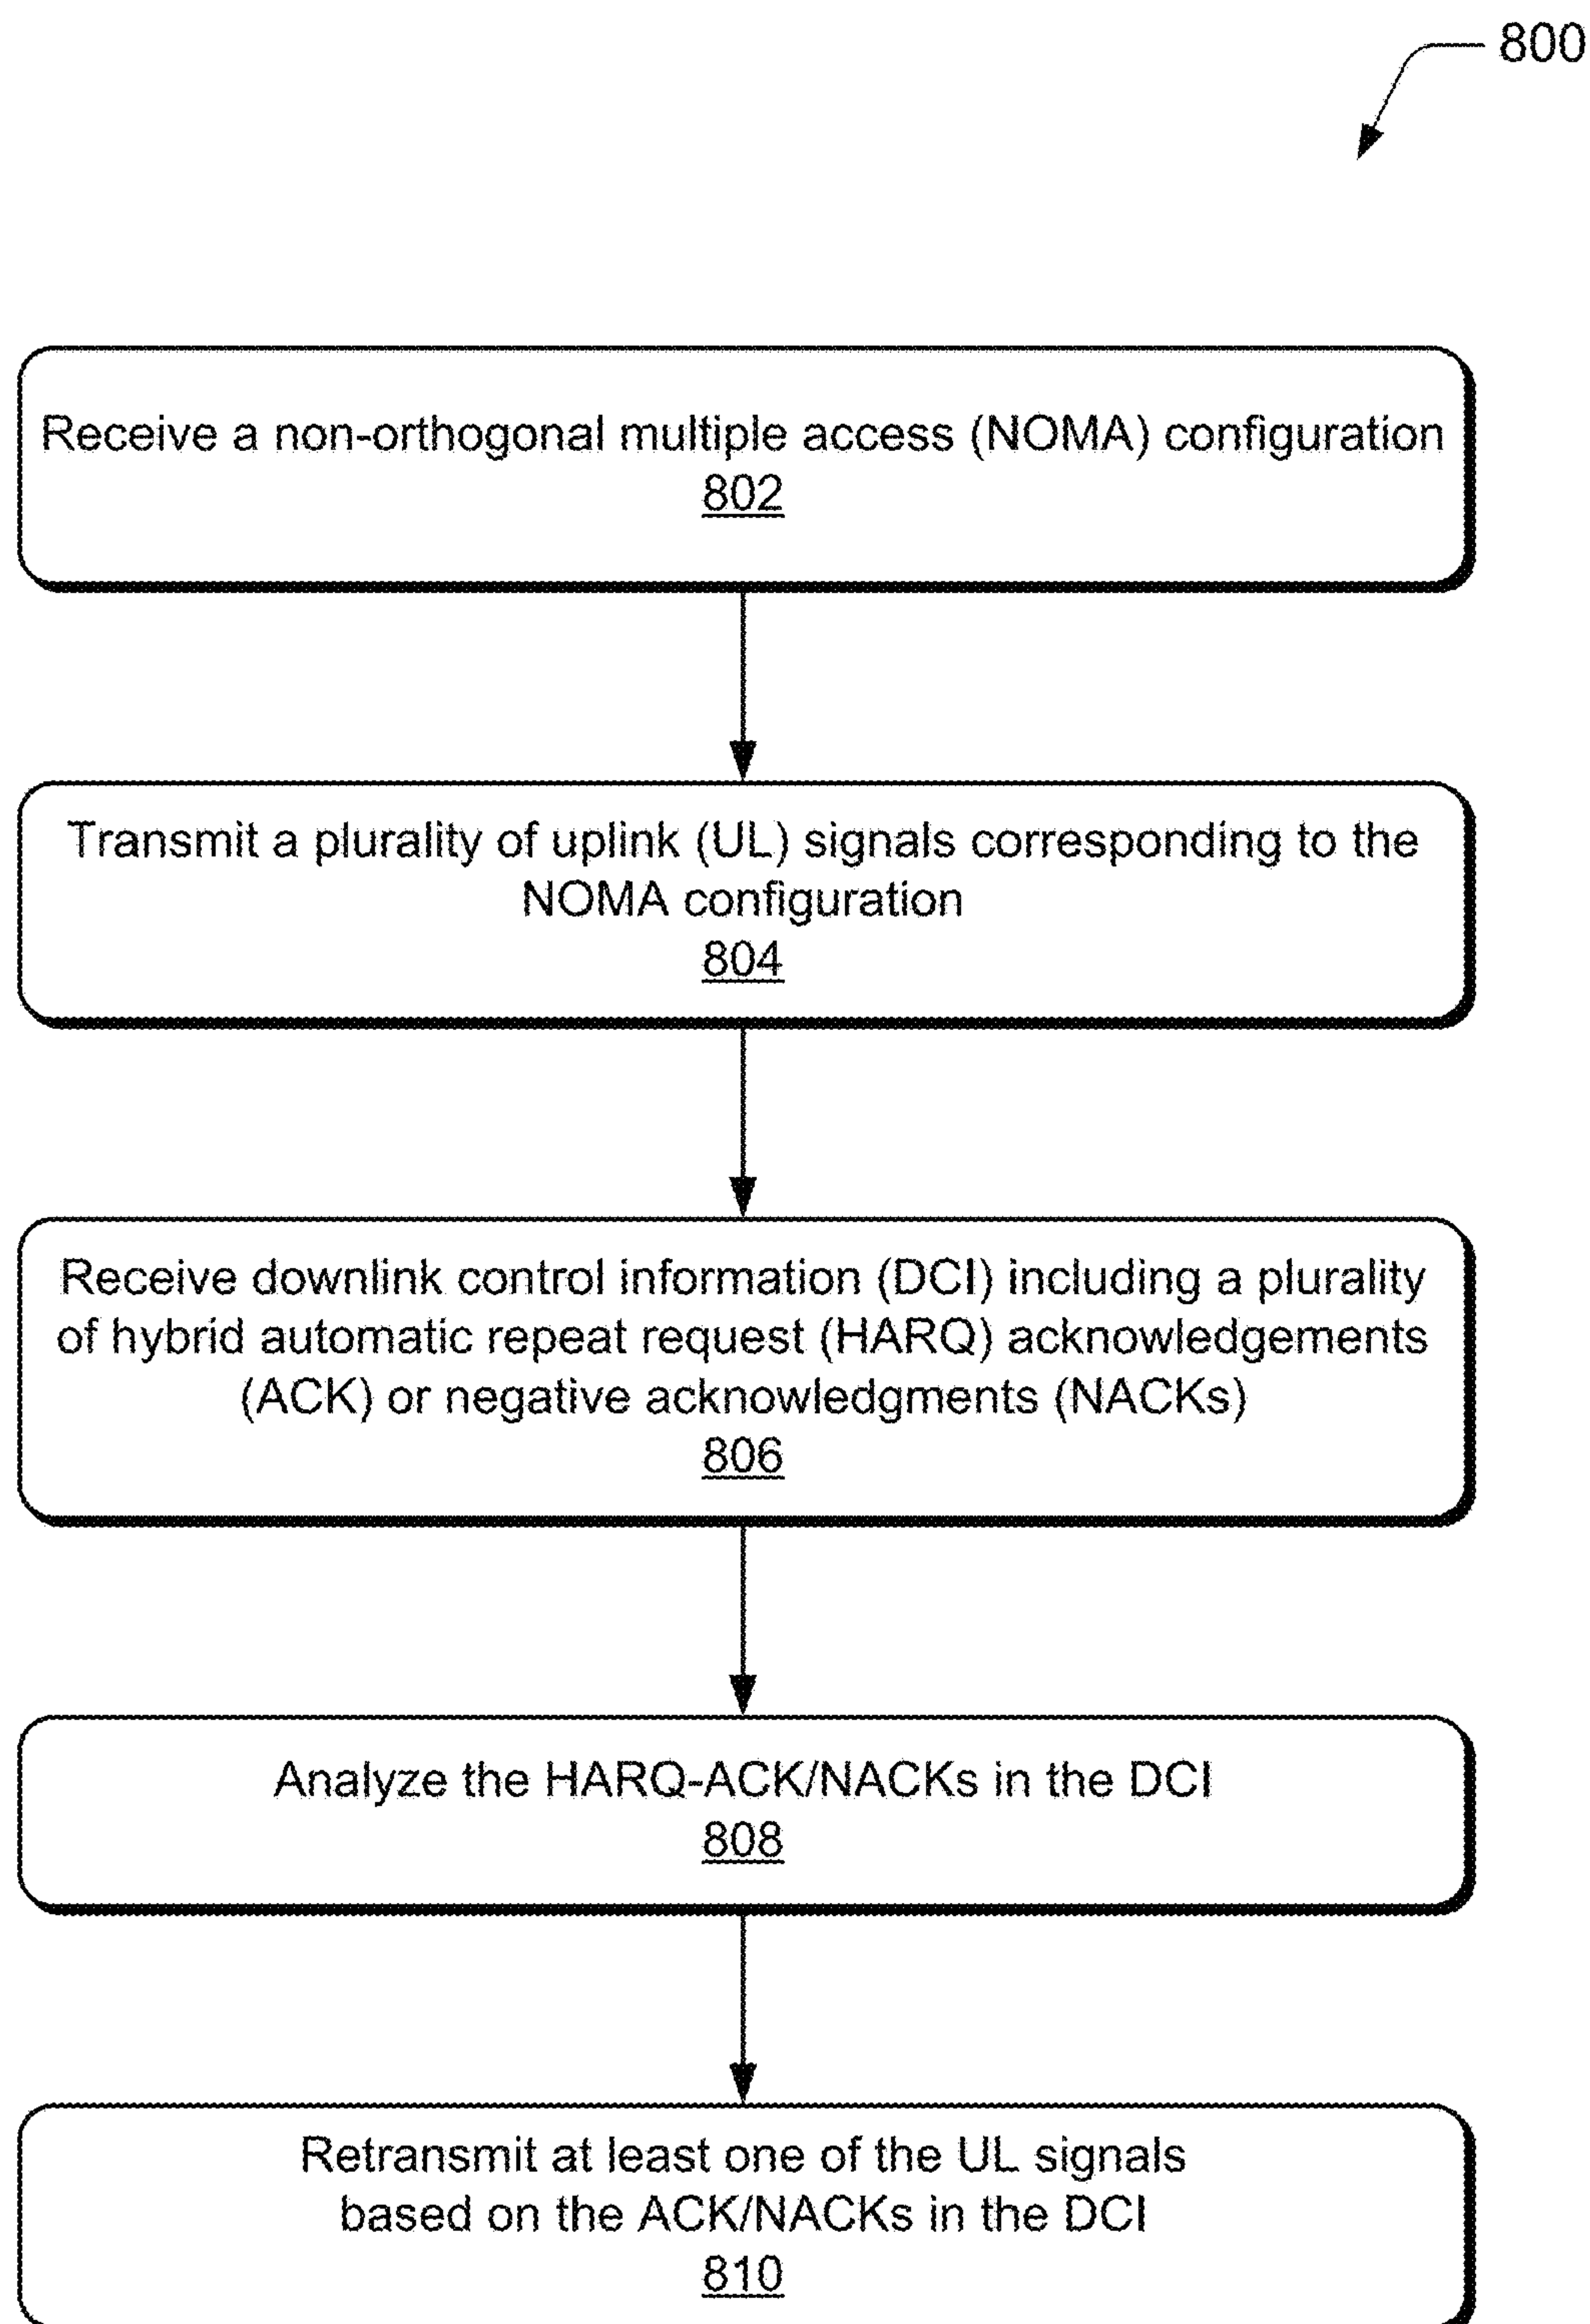 800
Receive a non-orthogonal multiple access (NOMA) configuration
802
Transmit a plurality of uplink (UL) signals corresponding to the
NOMA configuration
804
Receive downlink control information (DCI) including a plurality
of hybrid automatic repeat request (HARQ) acknowledgements
(ACK) or negative acknowledgments (NACKs)
806
Analyze the HARQ-ACK/NACKs in the DCI
808
Retransmit at least one of the UL signals
based on the ACK/NACKs in the DCI
810